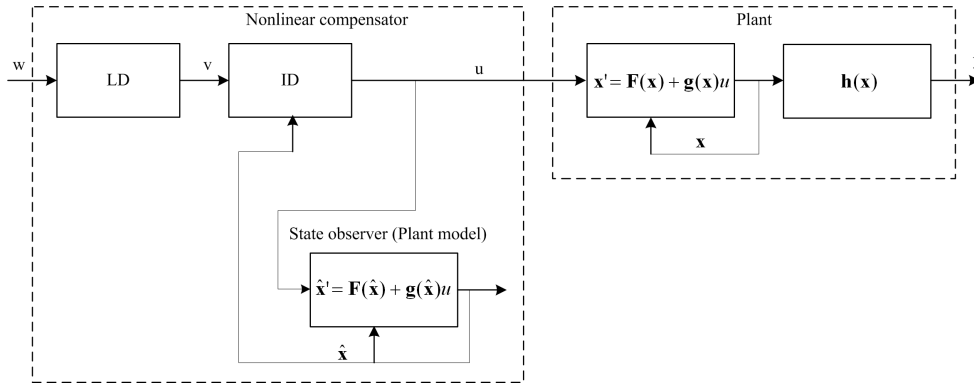 Nonlinear compensator
Plant
w
LD
v
ID
u
x' = F(x) + g(x)u
h(x)
x
State observer (Plant model)
x̂' = F(x̂) + g(x̂)u
x̂